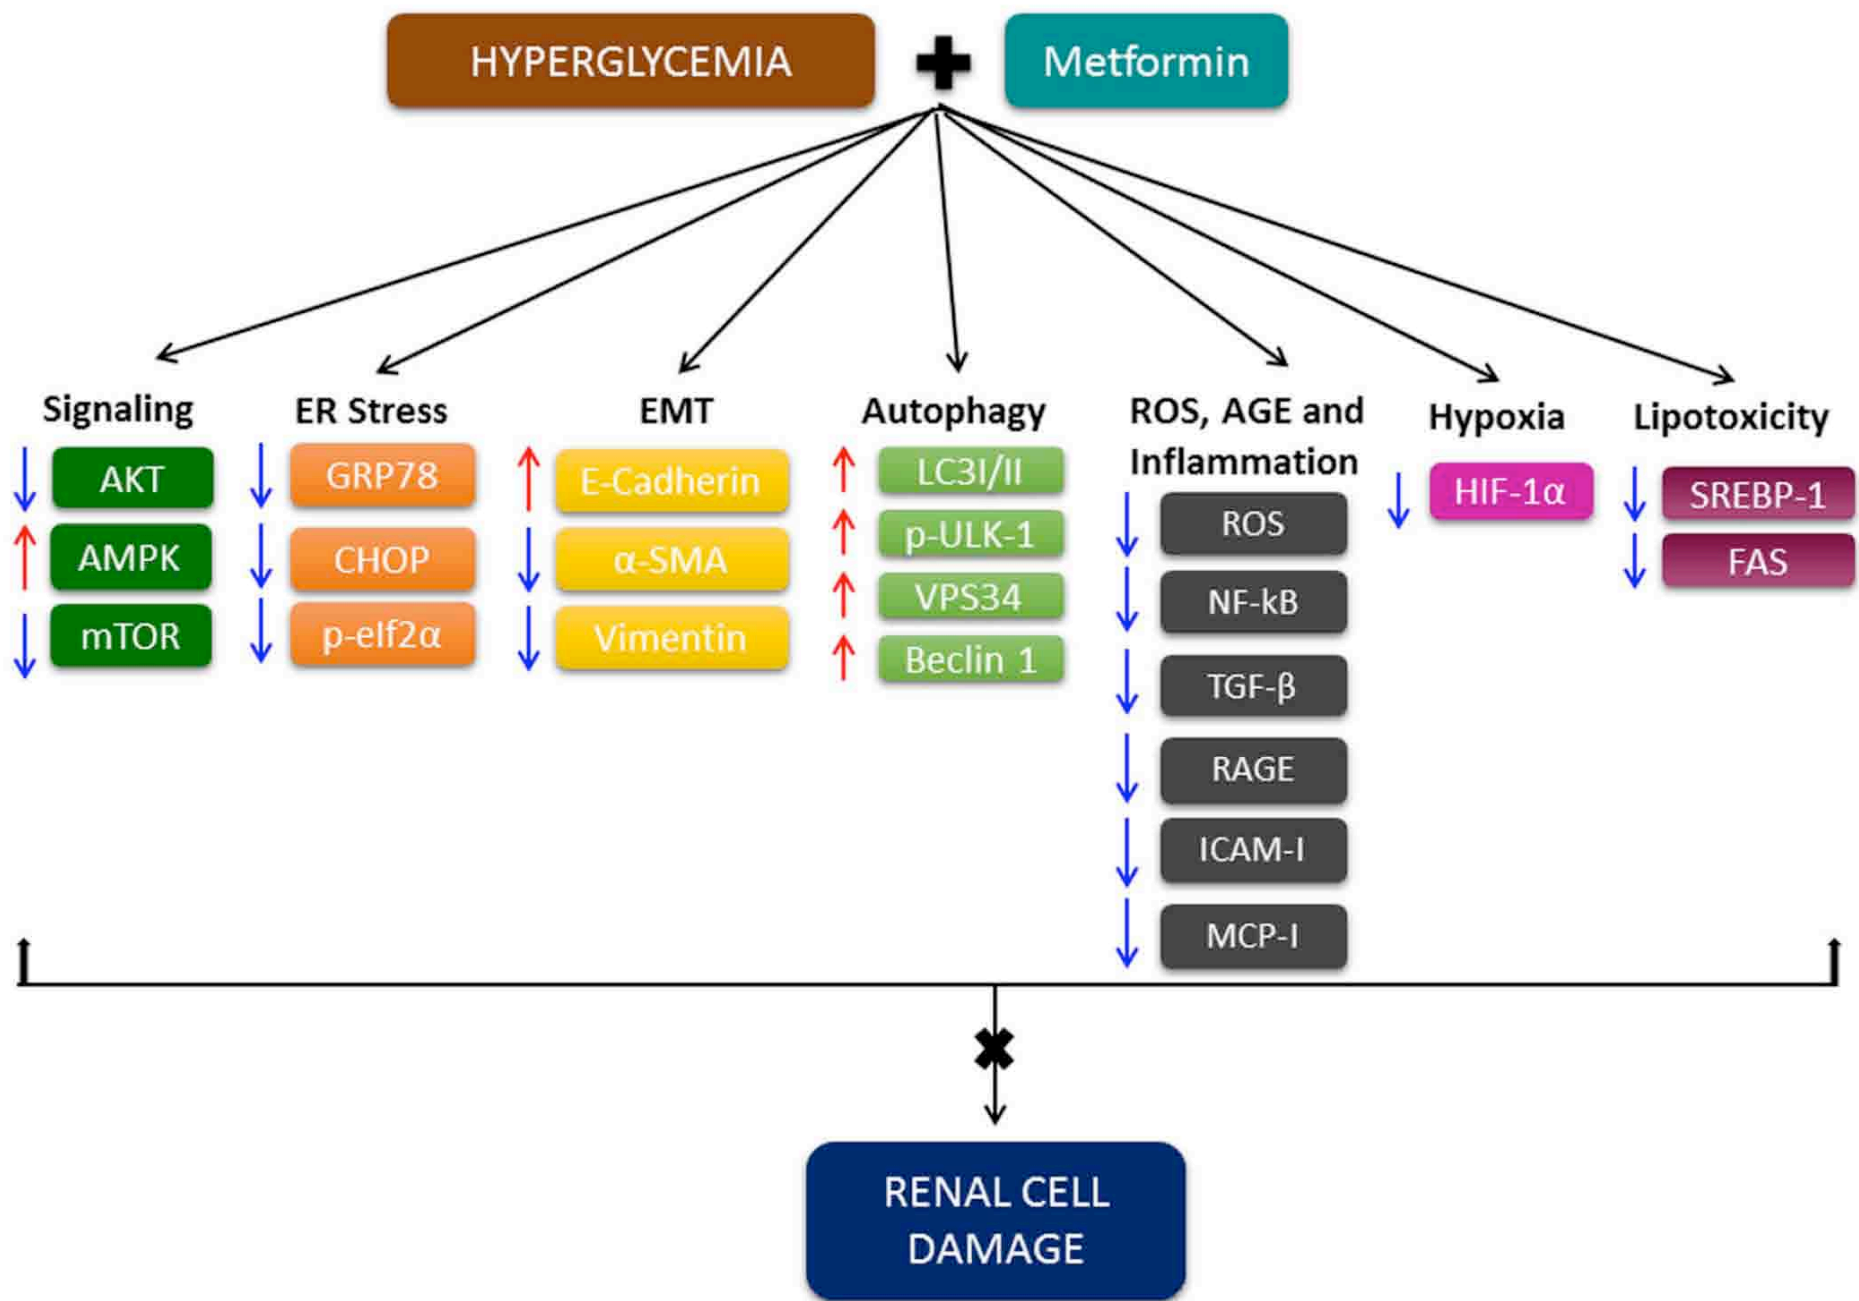 HYPERGLYCEMIA
Metformin
Signaling
AKT
AMPK
mTOR
ER Stress
GRP78
CHOP
p-elf2α
EMT
E-Cadherin
α-SMA
Vimentin
Autophagy
LC3I/II
p-ULK-1
VPS34
Beclin 1
ROS, AGE and
Inflammation
ROS
NF-kB
TGF-β
RAGE
ICAM-I
MCP-I
Hypoxia
HIF-1α
Lipotoxicity
SREBP-1
FAS
RENAL CELL
DAMAGE